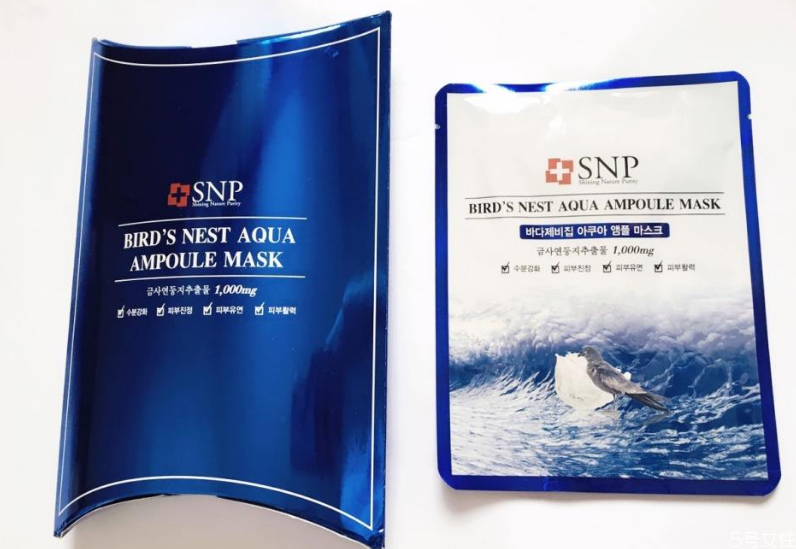 SNP
Shining Nature Purity
BIRD'S NEST AQUA
AMPOULE MASK
금사연둥지추출물 1,000mg
수분강화 피부진정 피부유연 피부활력
SNP
Shining Nature Purity
BIRD'S NEST AQUA AMPOULE MASK
바다제비집 아쿠아 앰플 마스크
금사연둥지추출물 1,000mg
수분강화 피부진정 피부유연 피부활력
5号女性